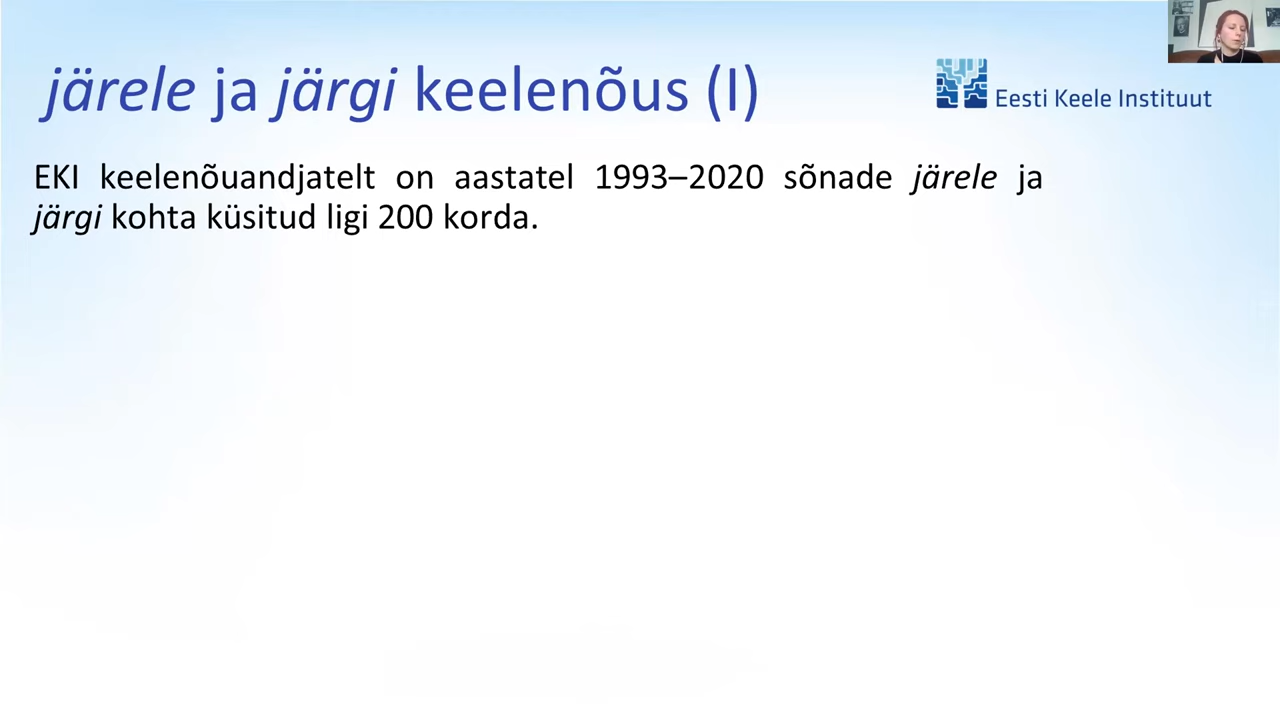 järele ja järgi keelenõus (I)
Eesti Keele Instituut
EKI keelenõuandjatelt on aastatel 1993–2020 sõnade järele ja
järgi kohta küsitud ligi 200 korda.